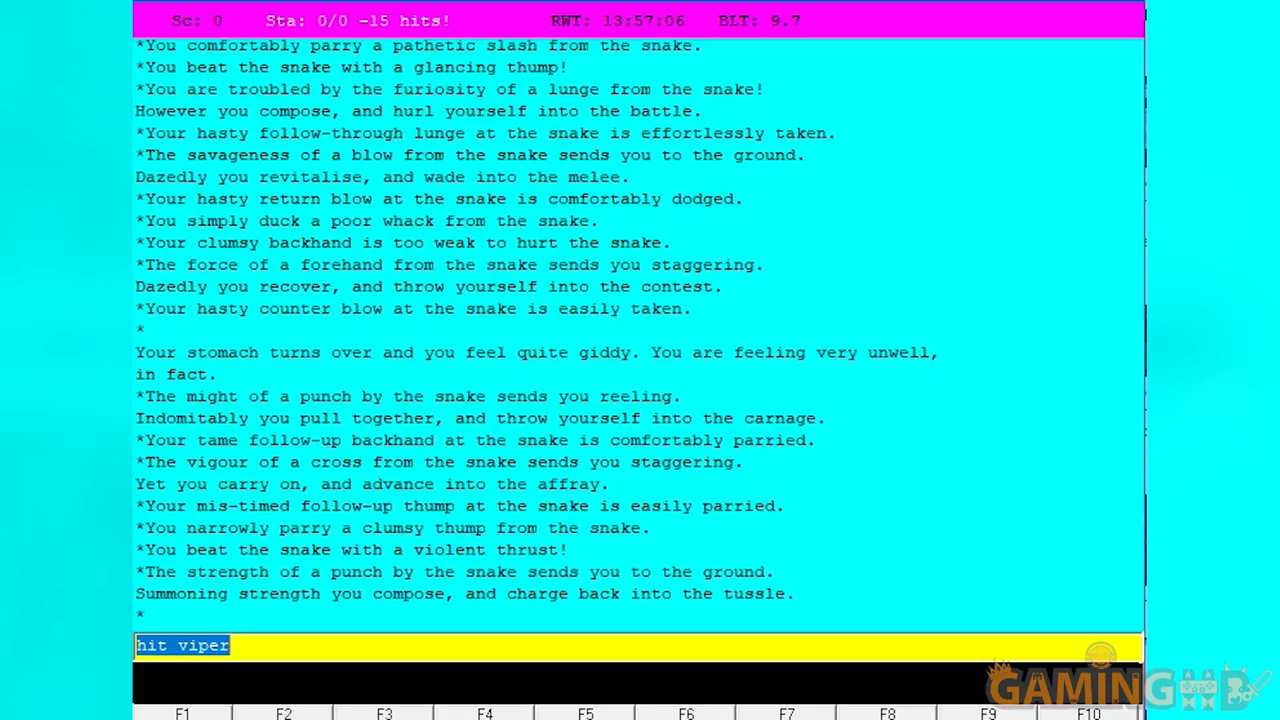 Sc: 0 Sta: 0/0 -15 hits! RWT: 13:57:06 BLT: 9.7
*You comfortably parry a pathetic slash from the snake.
*You beat the snake with a glancing thump!
*You are troubled by the furiosity of a lunge from the snake!
However you compose, and hurl yourself into the battle.
*Your hasty follow-through lunge at the snake is effortlessly taken.
*The savageness of a blow from the snake sends you to the ground.
Dazedly you revitalise, and wade into the melee.
*Your hasty return blow at the snake is comfortably dodged.
*You simply duck a poor whack from the snake.
*Your clumsy backhand is too weak to hurt the snake.
*The force of a forehand from the snake sends you staggering.
Dazedly you recover, and throw yourself into the contest.
*Your hasty counter blow at the snake is easily taken.
*
Your stomach turns over and you feel quite giddy. You are feeling very unwell,
in fact.
*The might of a punch by the snake sends you reeling.
Indomitably you pull together, and throw yourself into the carnage.
*Your tame follow-up backhand at the snake is comfortably parried.
*The vigour of a cross from the snake sends you staggering.
Yet you carry on, and advance into the affray.
*Your mis-timed follow-up thump at the snake is easily parried.
*You narrowly parry a clumsy thump from the snake.
*You beat the snake with a violent thrust!
*The strength of a punch by the snake sends you to the ground.
Summoning strength you compose, and charge back into the tussle.
*
hit viper
GAMINGHB
F1 F2 F3 F4 F5 F6 F7 F8 F9 F10